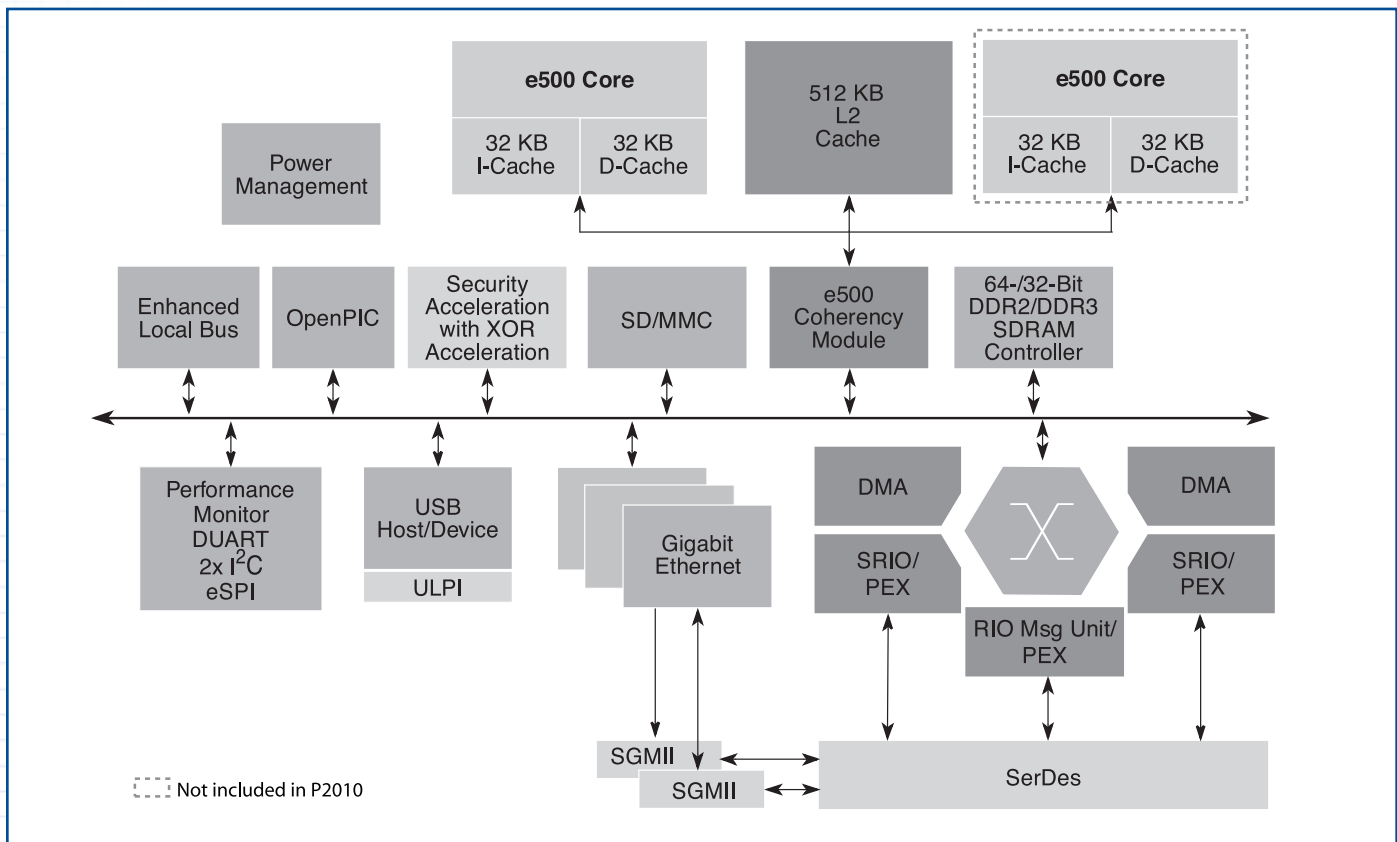 e500 Core
32 KB
I-Cache
32 KB
D-Cache
512 KB
L2
Cache
e500 Core
32 KB
I-Cache
32 KB
D-Cache
Power
Management
Enhanced
Local Bus
OpenPIC
Security
Acceleration
with XOR
Acceleration
SD/MMC
e500
Coherency
Module
64-/32-Bit
DDR2/DDR3
SDRAM
Controller
Performance
Monitor
DUART
2x I²C
eSPI
USB
Host/Device
ULPI
Gigabit
Ethernet
DMA
SRIO/
PEX
RIO Msg Unit/
PEX
DMA
SRIO/
PEX
SGMII
SGMII
SerDes
Not included in P2010